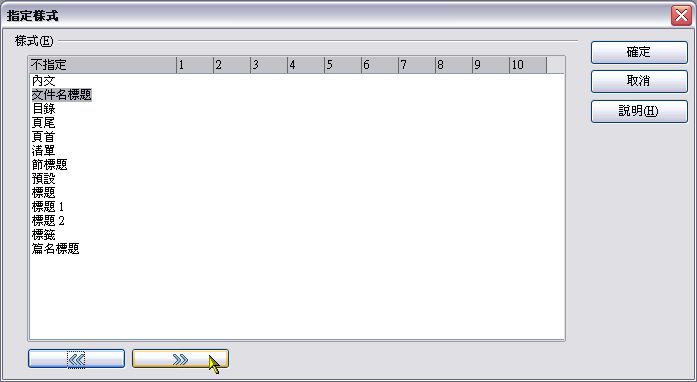 指定樣式
樣式(E)
不指定 1 2 3 4 5 6 7 8 9 10
內文
文件名標題
目錄
頁尾
頁首
清單
節標題
預設
標題
標題 1
標題 2
標籤
篇名標題
確定
取消
說明(H)